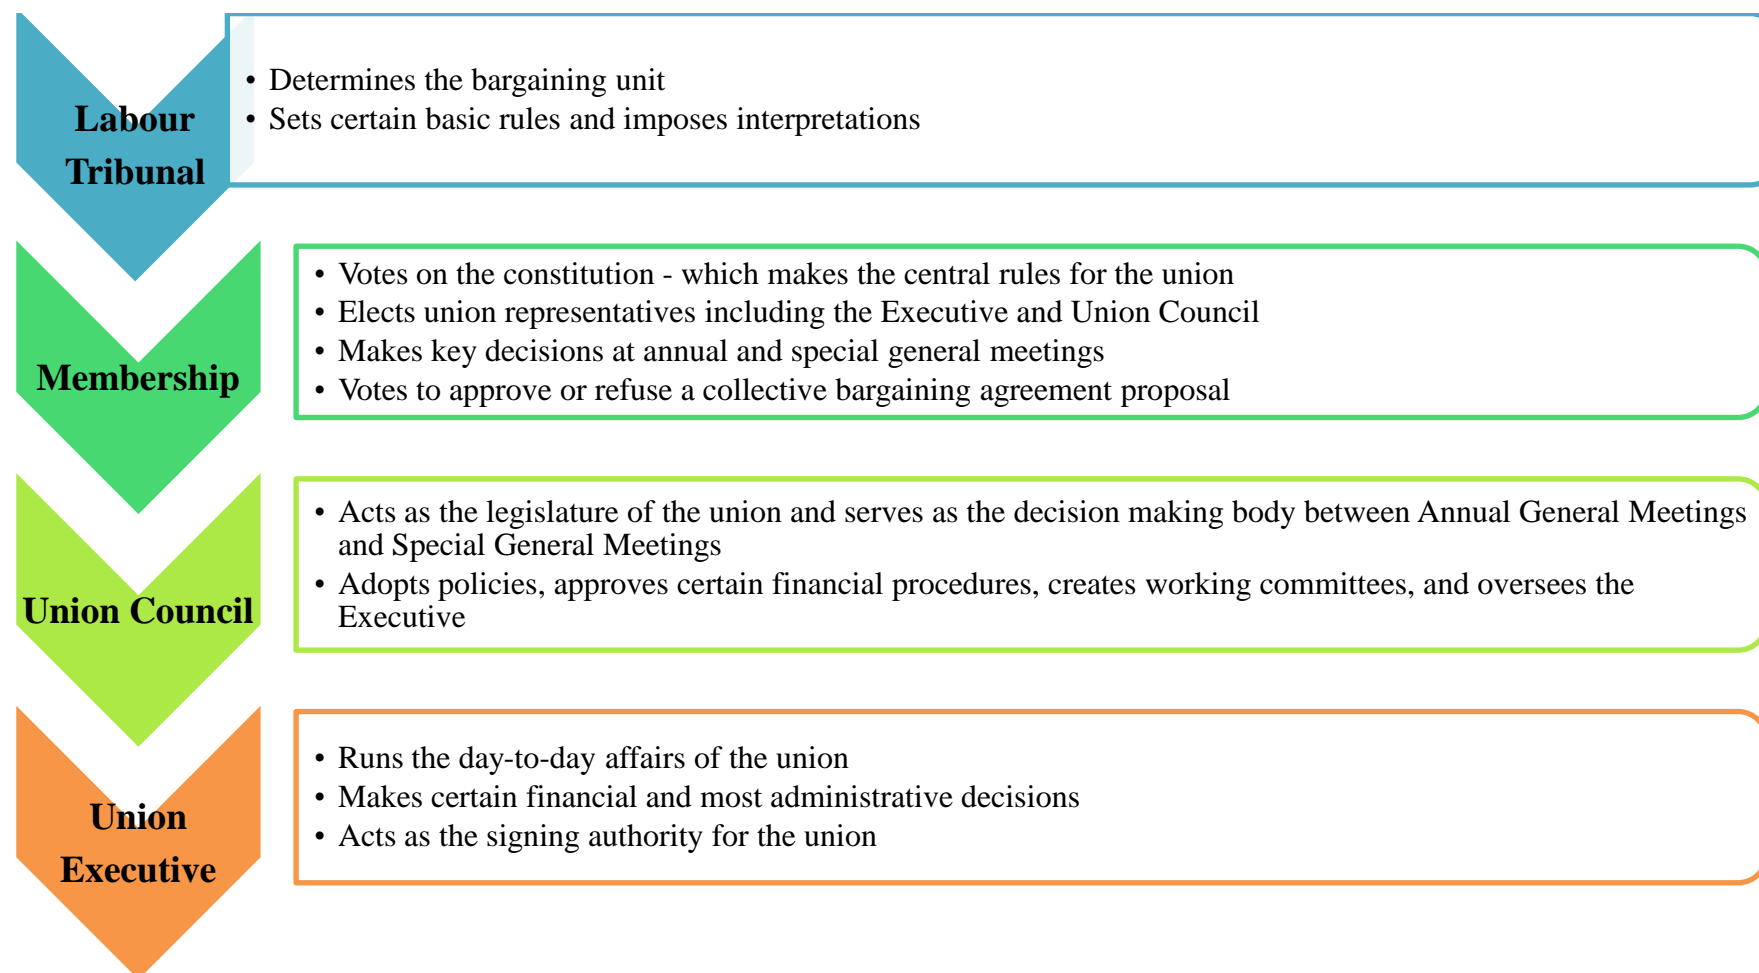 Labour
Tribunal
• Determines the bargaining unit
• Sets certain basic rules and imposes interpretations
Membership
• Votes on the constitution - which makes the central rules for the union
• Elects union representatives including the Executive and Union Council
• Makes key decisions at annual and special general meetings
• Votes to approve or refuse a collective bargaining agreement proposal
Union Council
• Acts as the legislature of the union and serves as the decision making body between Annual General Meetings
and Special General Meetings
• Adopts policies, approves certain financial procedures, creates working committees, and oversees the
Executive
Union
Executive
• Runs the day-to-day affairs of the union
• Makes certain financial and most administrative decisions
• Acts as the signing authority for the union